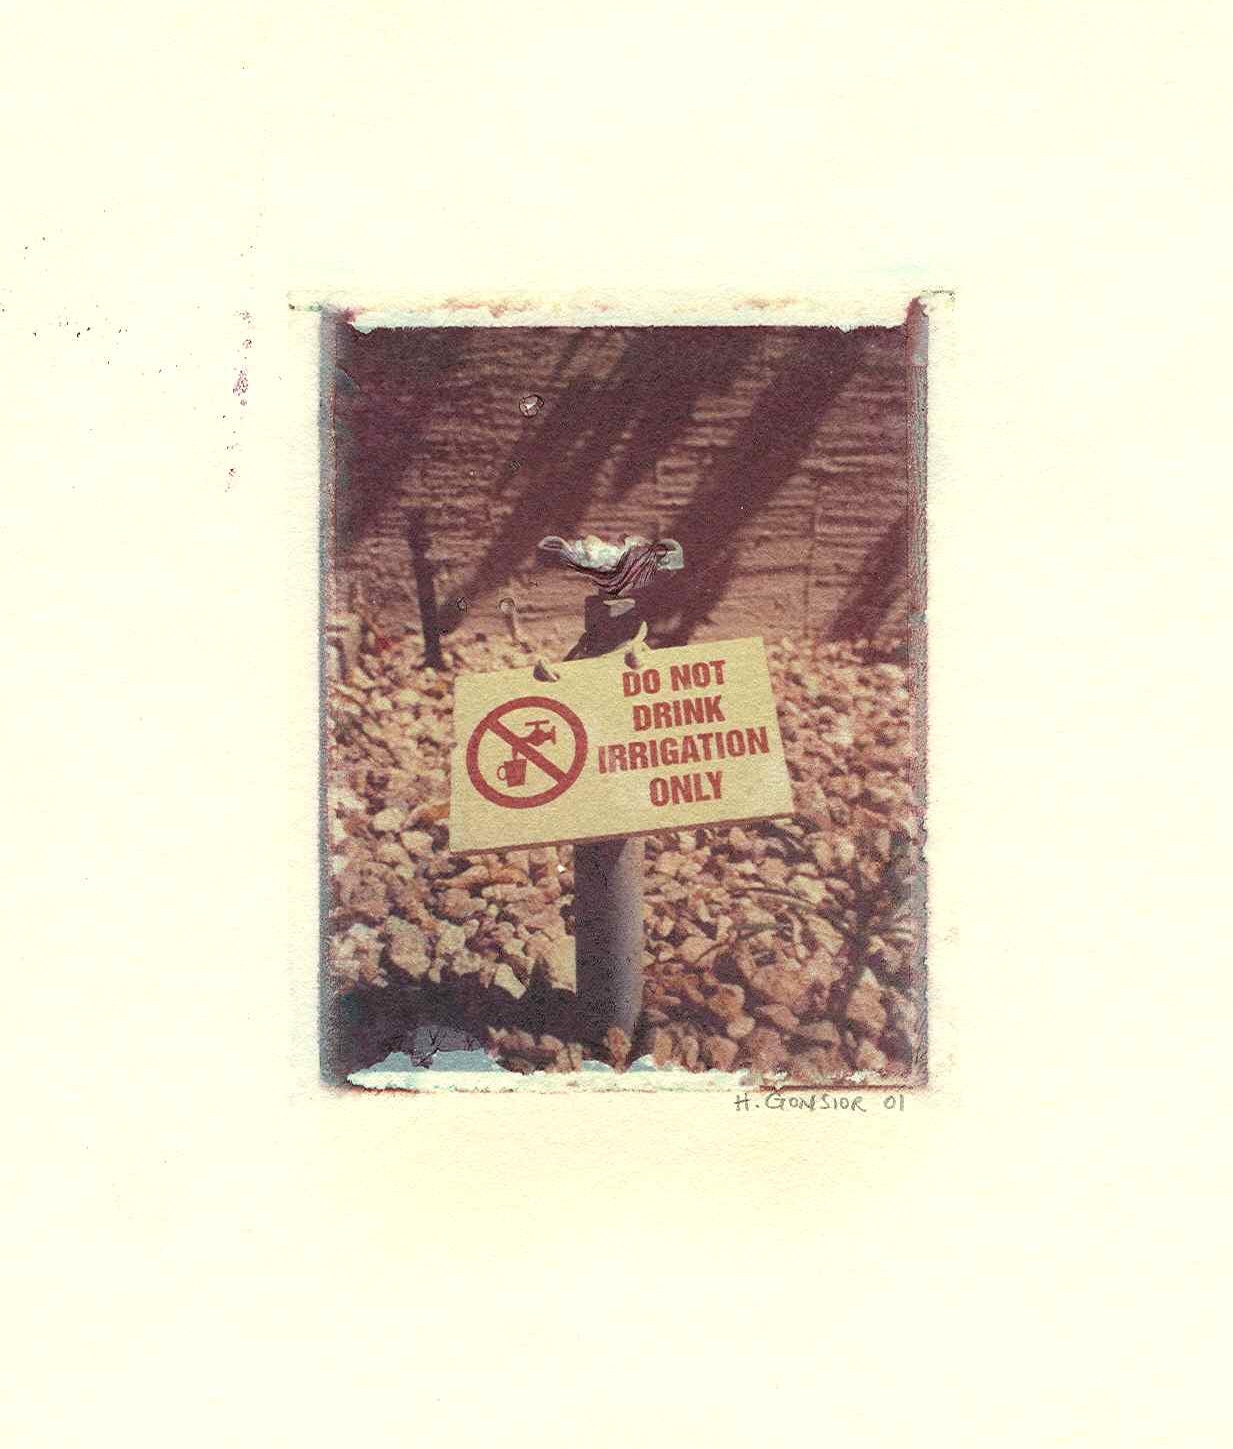 DO NOT
DRINK
IRRIGATION
ONLY
H. GONSIOR 01